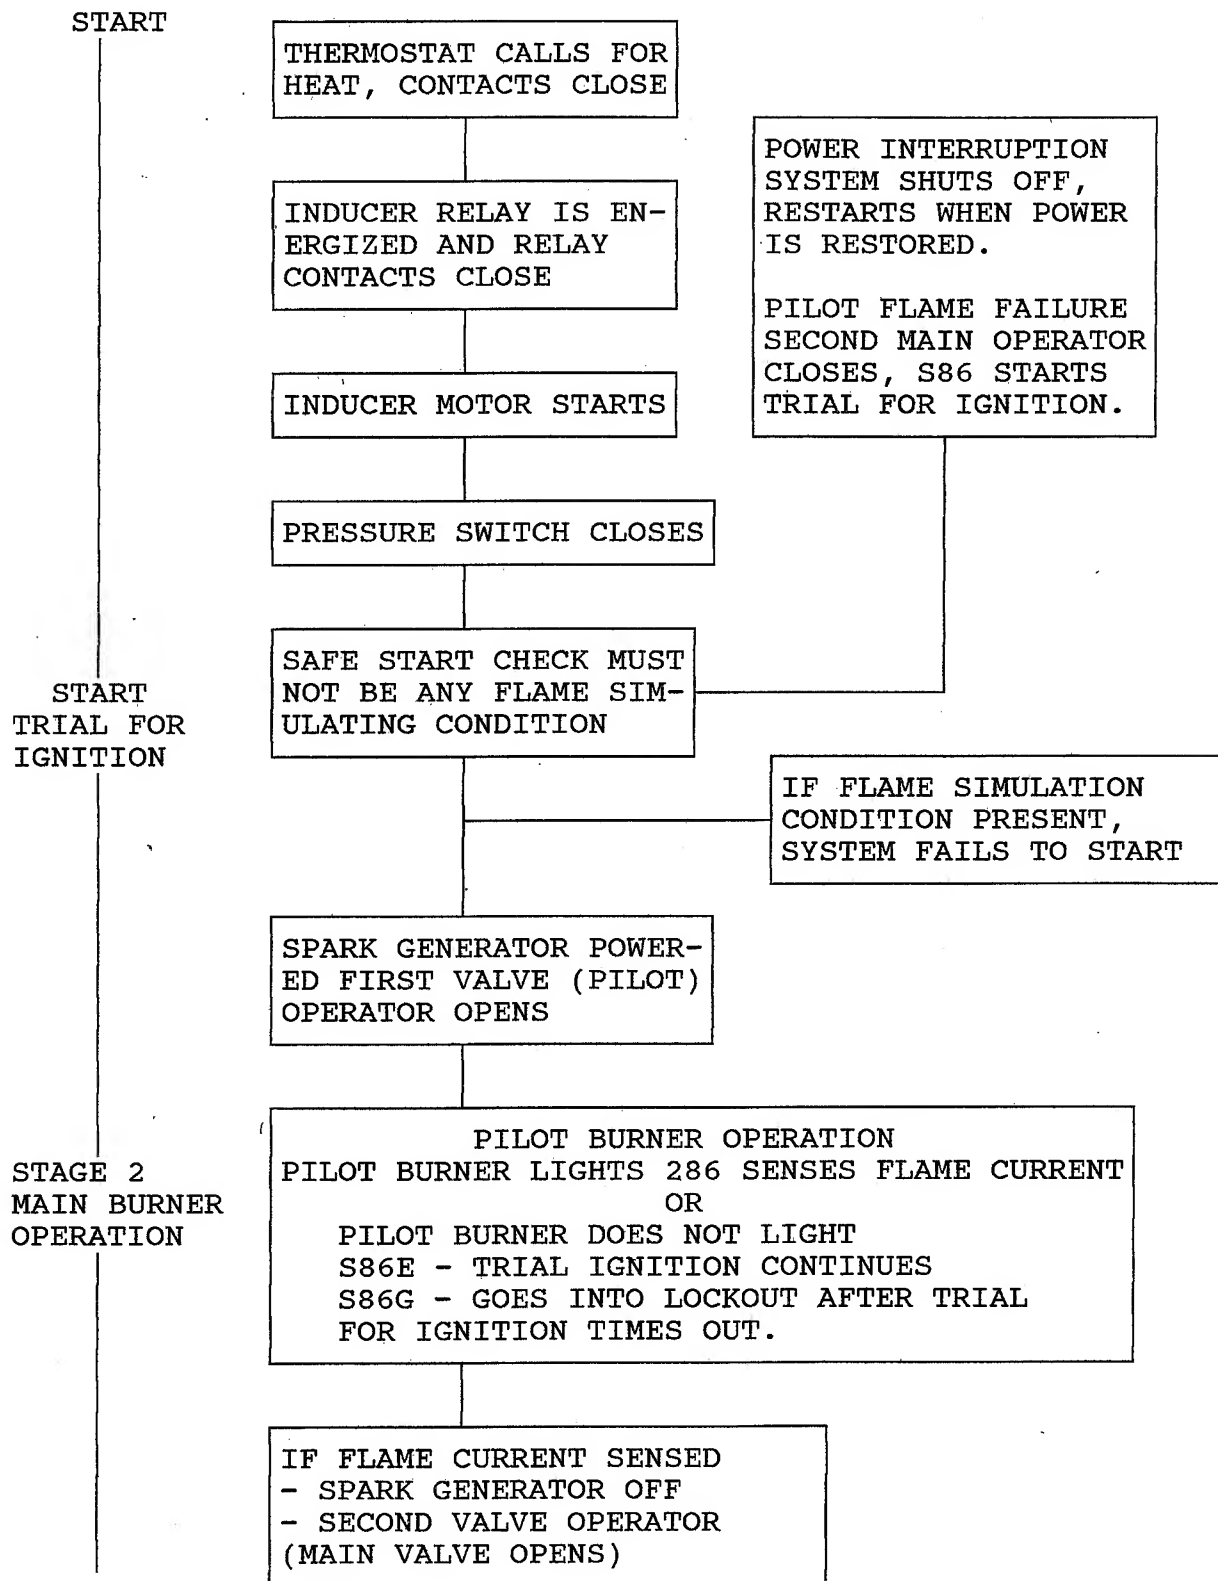 START
THERMOSTAT CALLS FOR
HEAT, CONTACTS CLOSE
POWER INTERRUPTION
SYSTEM SHUTS OFF,
RESTARTS WHEN POWER
IS RESTORED.
PILOT FLAME FAILURE
SECOND MAIN OPERATOR
CLOSES, S86 STARTS
TRIAL FOR IGNITION.
INDUCER RELAY IS EN-
ERGIZED AND RELAY
CONTACTS CLOSE
INDUCER MOTOR STARTS
PRESSURE SWITCH CLOSES
START
TRIAL FOR
IGNITION
SAFE START CHECK MUST
NOT BE ANY FLAME SIM-
ULATING CONDITION
IF FLAME SIMULATION
CONDITION PRESENT,
SYSTEM FAILS TO START
SPARK GENERATOR POWER-
ED FIRST VALVE (PILOT)
OPERATOR OPENS
STAGE 2
MAIN BURNER
OPERATION
PILOT BURNER OPERATION
PILOT BURNER LIGHTS 286 SENSES FLAME CURRENT
OR
PILOT BURNER DOES NOT LIGHT
S86E - TRIAL IGNITION CONTINUES
S86G - GOES INTO LOCKOUT AFTER TRIAL
FOR IGNITION TIMES OUT.
IF FLAME CURRENT SENSED
- SPARK GENERATOR OFF
- SECOND VALVE OPERATOR
(MAIN VALVE OPENS)